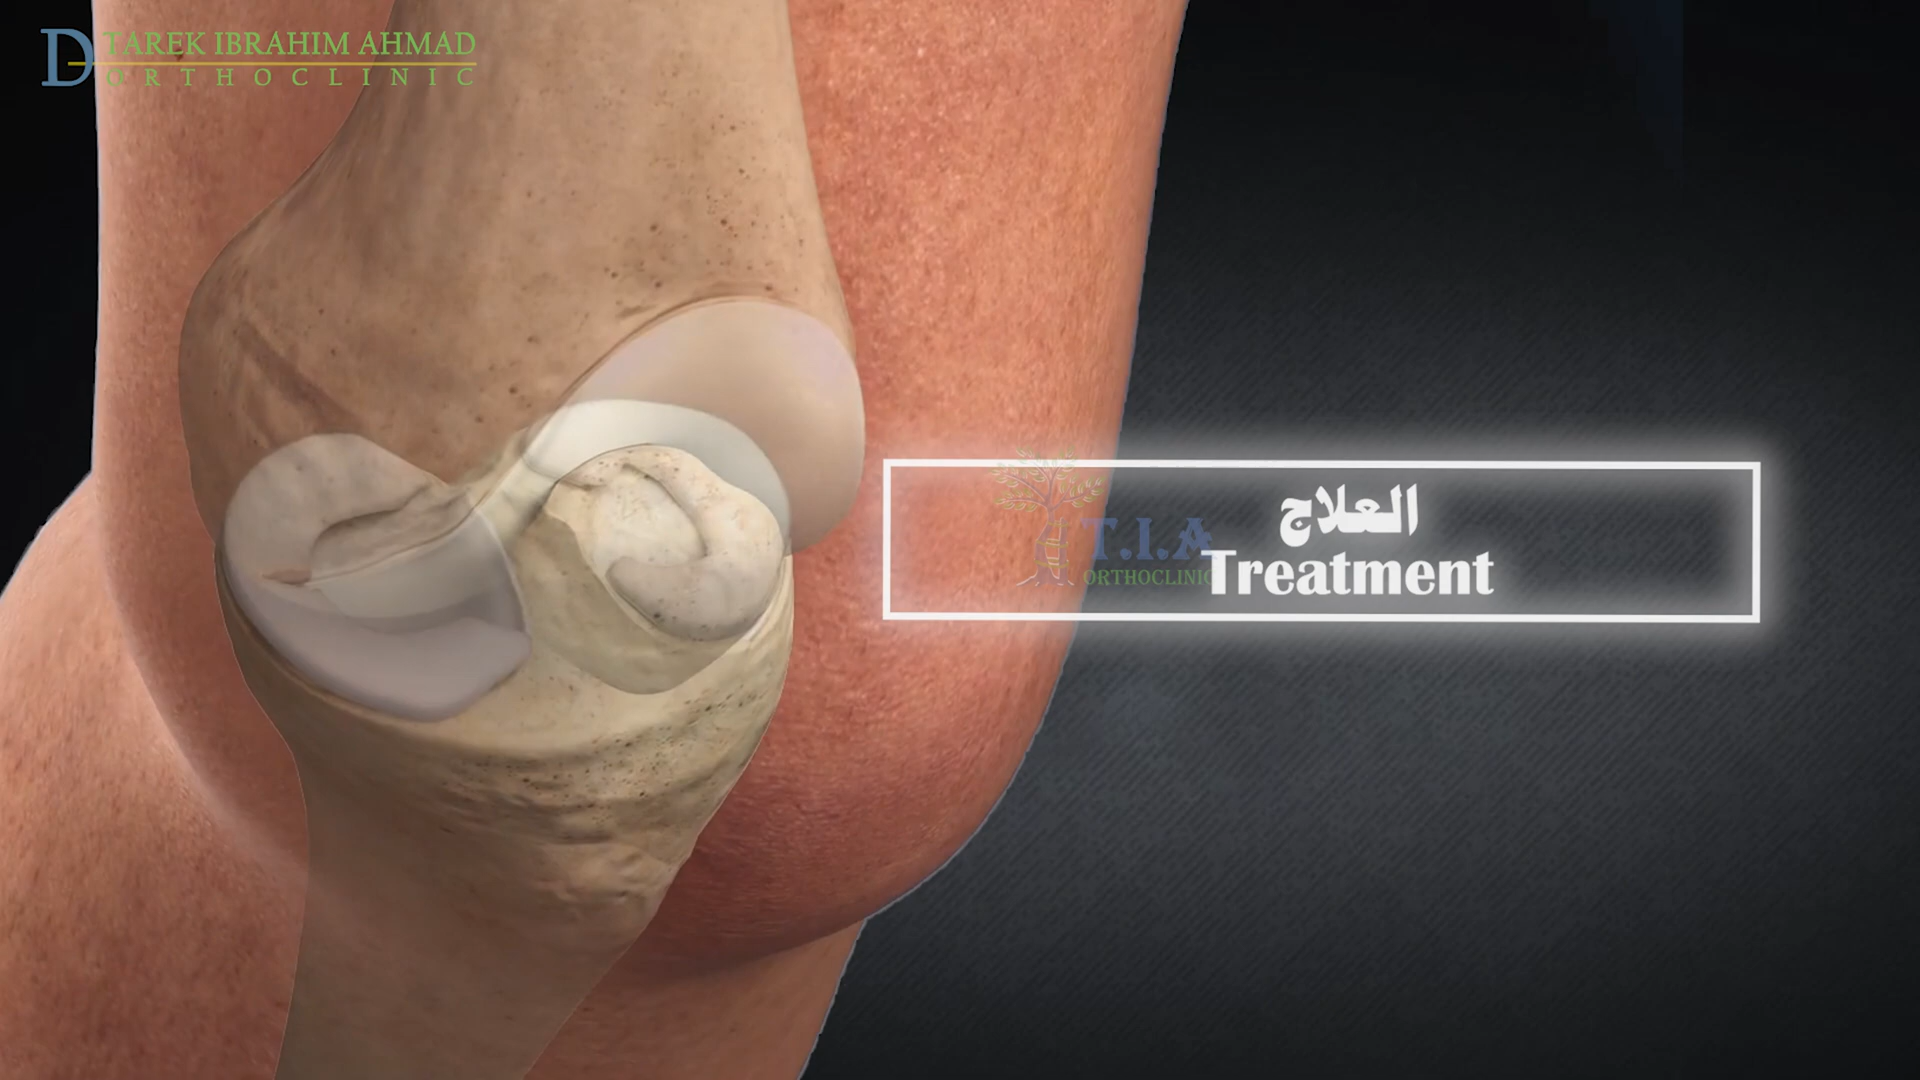 D TAREK IBRAHIM AHMAD
ORTHOCLINIC
العلاج
Treatment
T.I.A
ORTHOCLINIC